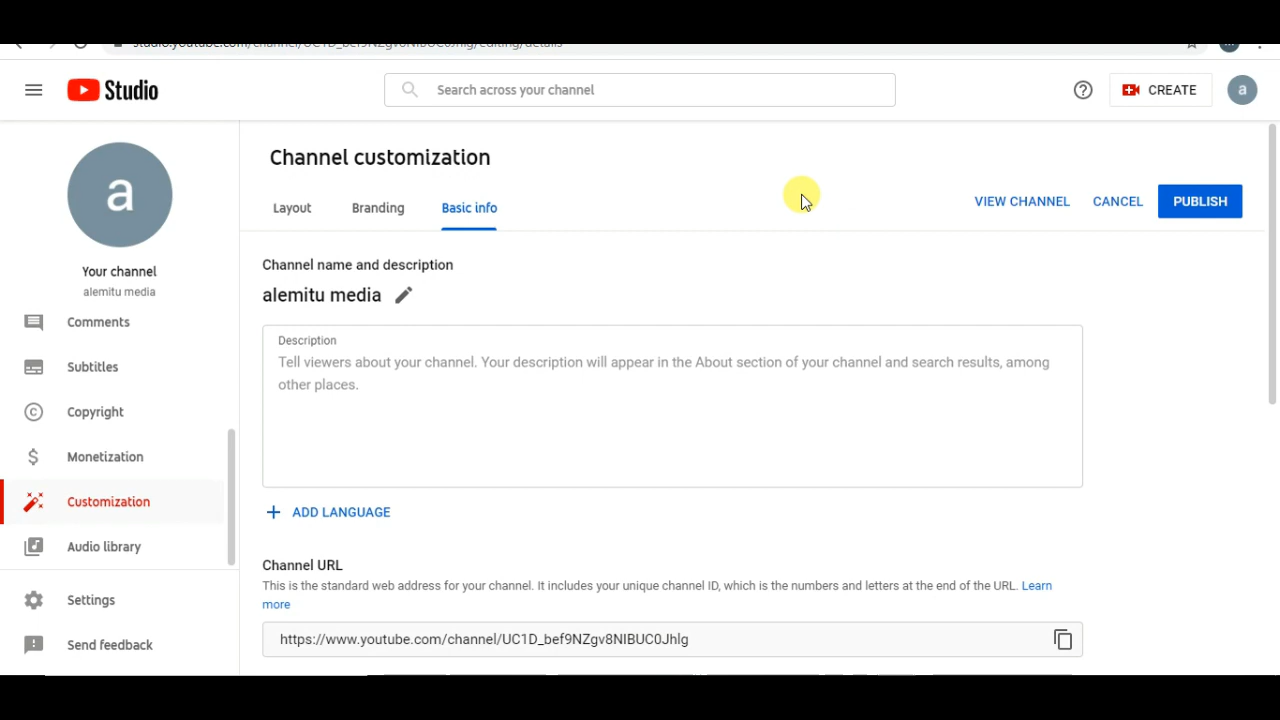 Studio
Search across your channel
CREATE
a
a
Your channel
alemitu media
Comments
Subtitles
Copyright
Monetization
Customization
Audio library
Settings
Send feedback
Channel customization
Layout
Branding
Basic info
VIEW CHANNEL
CANCEL
PUBLISH
Channel name and description
alemitu media
Description
Tell viewers about your channel. Your description will appear in the About section of your channel and search results, among
other places.
ADD LANGUAGE
Channel URL
This is the standard web address for your channel. It includes your unique channel ID, which is the numbers and letters at the end of the URL. Learn
more
https://www.youtube.com/channel/UC1D_bef9NZgv8NIBUC0Jhlg